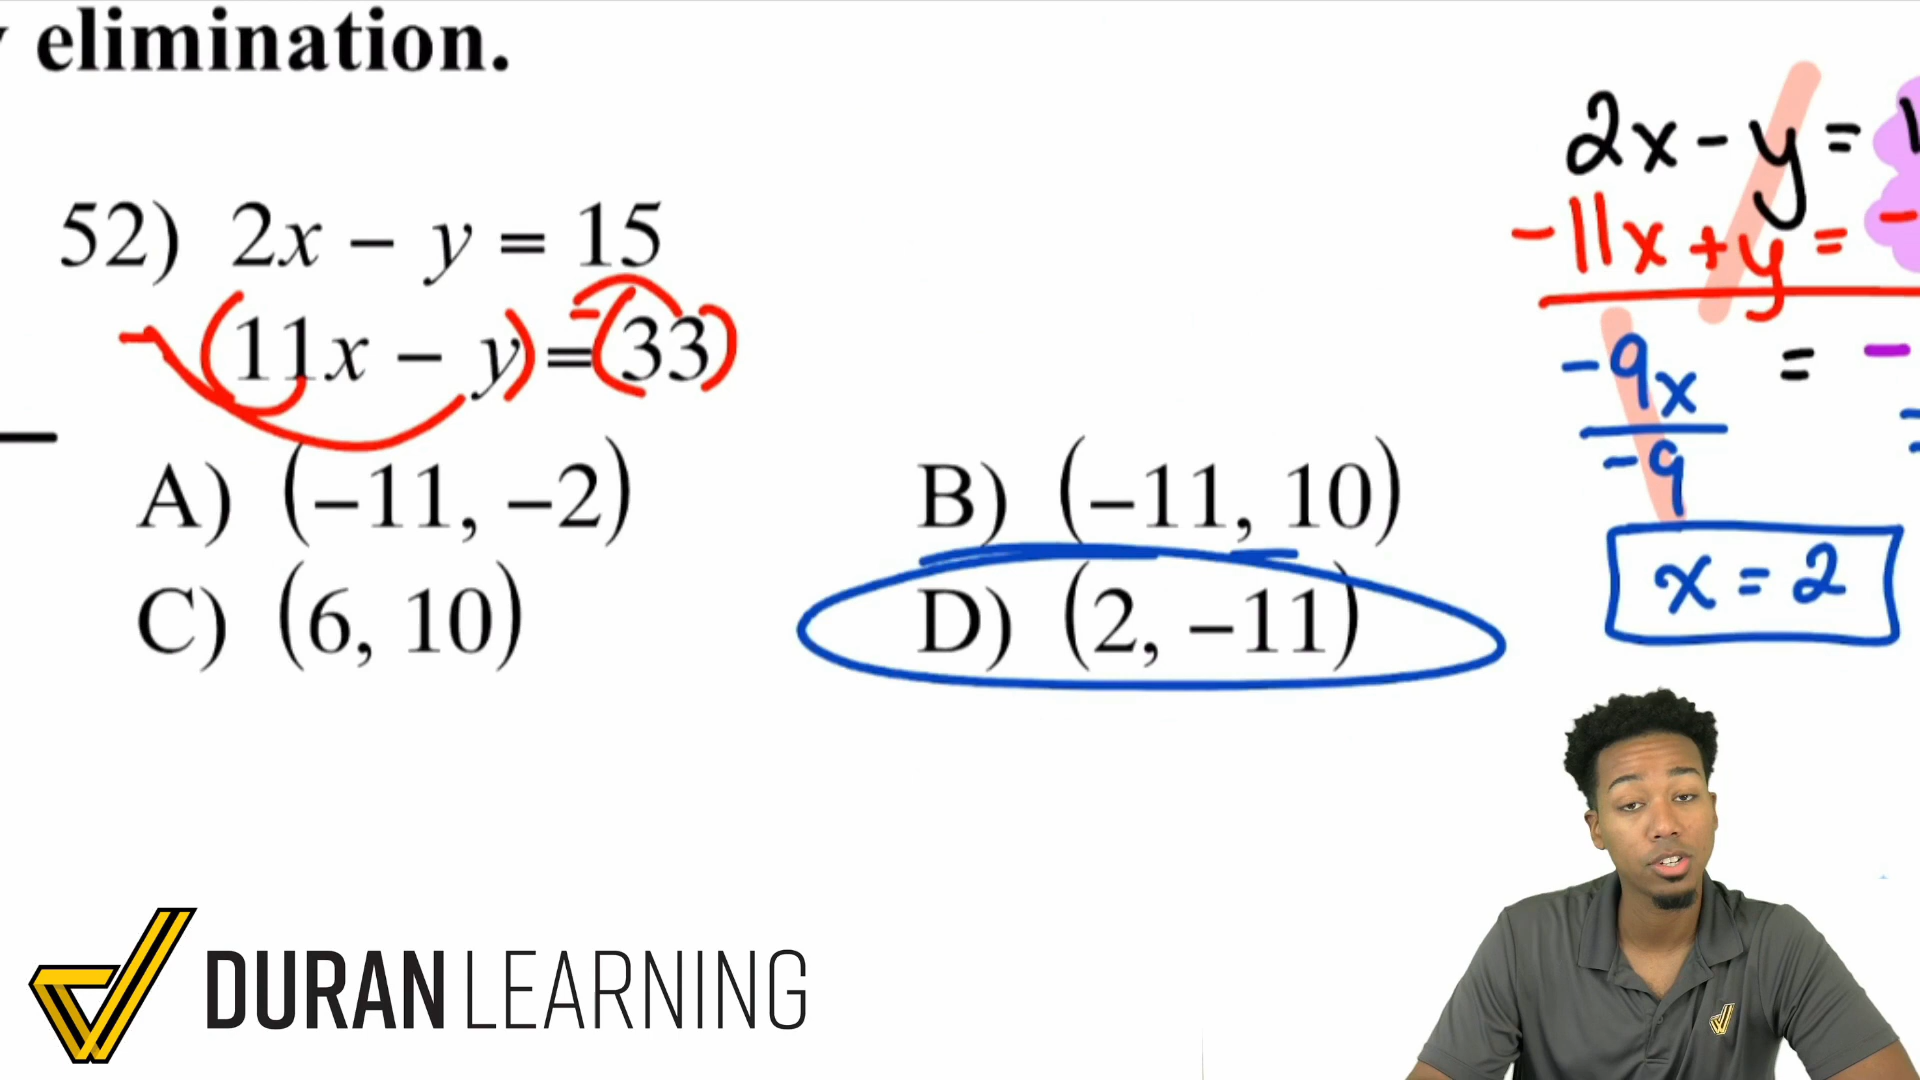 elimination.
52) 2x − y = 15
−(11x − y) = −(33)
A) (−11, −2)
B) (−11, 10)
C) (6, 10)
D) (2, −11)
2x − y =
−11x + y = −
−9x = −
−9
x = 2
DURAN LEARNING